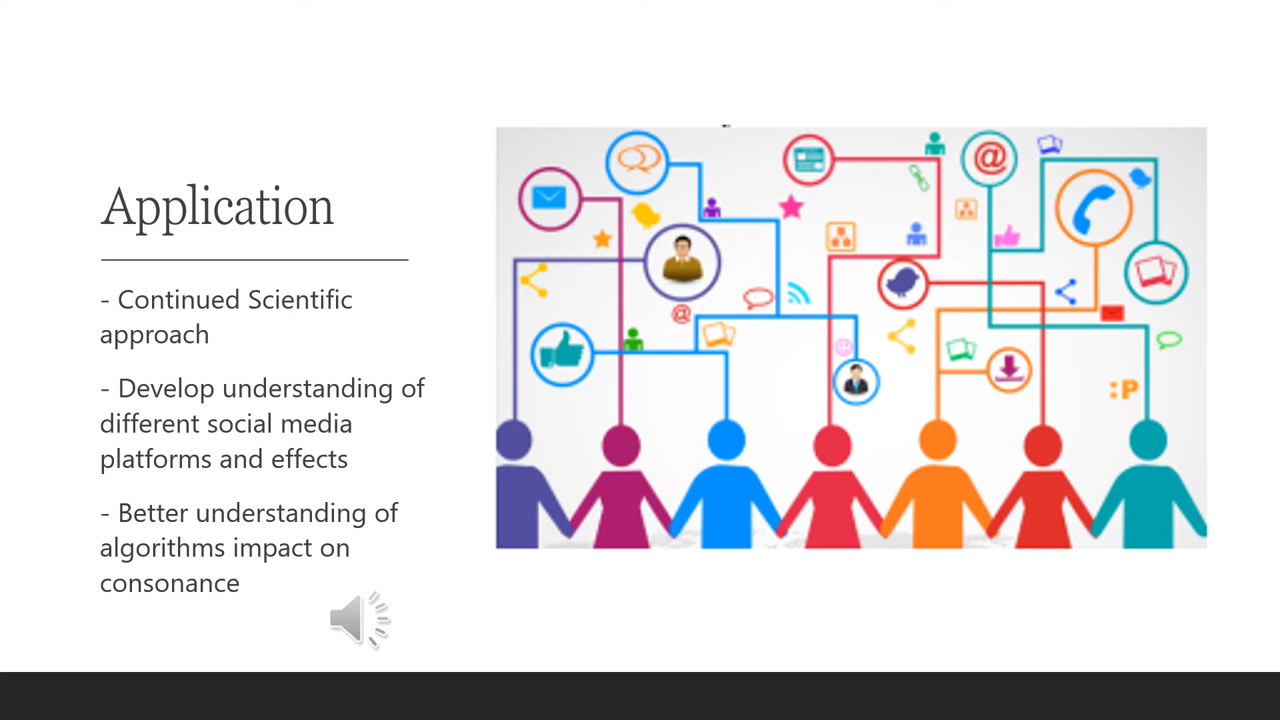 Application
- Continued Scientific
approach
- Develop understanding of
different social media
platforms and effects
- Better understanding of
algorithms impact on
consonance
@
@
:P